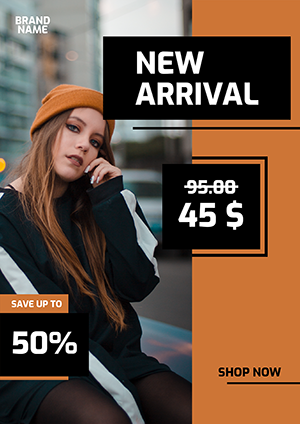 BRAND
NAME
NEW
ARRIVAL
95.00
45 $
SAVE UP TO
50%
SHOP NOW